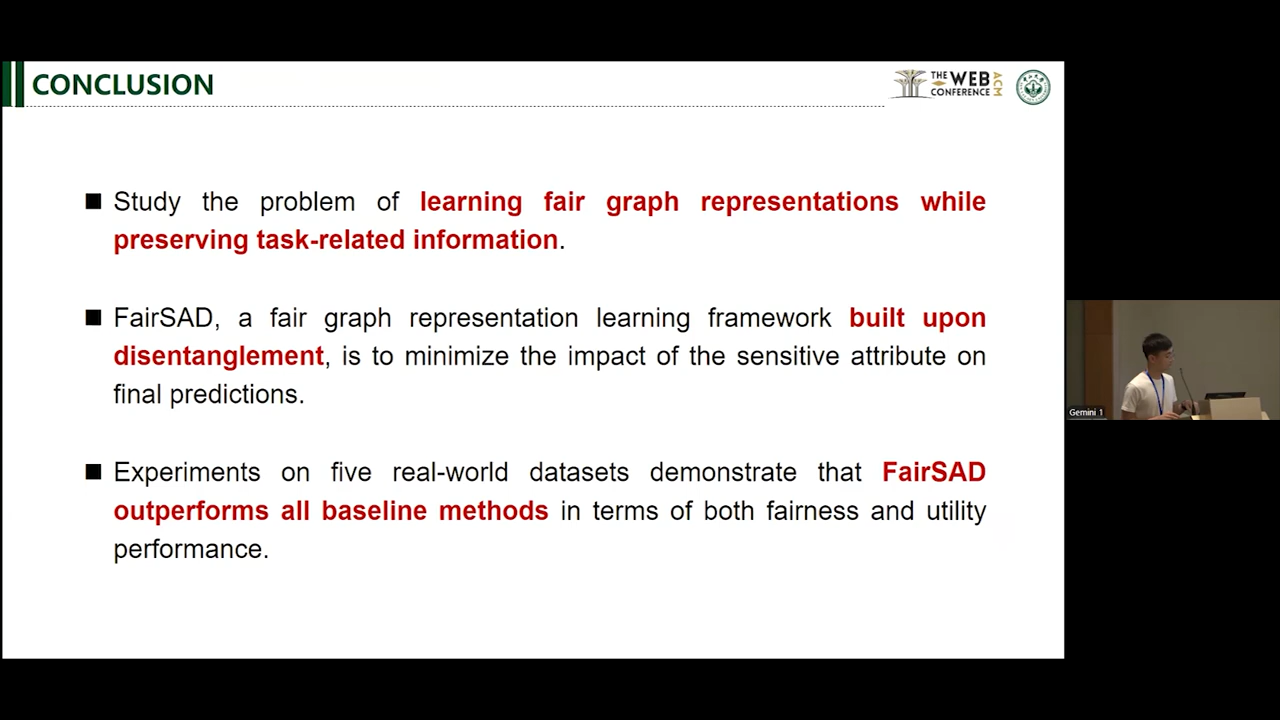 CONCLUSION
THE WEB CONFERENCE ACM
Study the problem of learning fair graph representations while
preserving task-related information.
FairSAD, a fair graph representation learning framework built upon
disentanglement, is to minimize the impact of the sensitive attribute on
final predictions.
Experiments on five real-world datasets demonstrate that FairSAD
outperforms all baseline methods in terms of both fairness and utility
performance.
Gemini 1